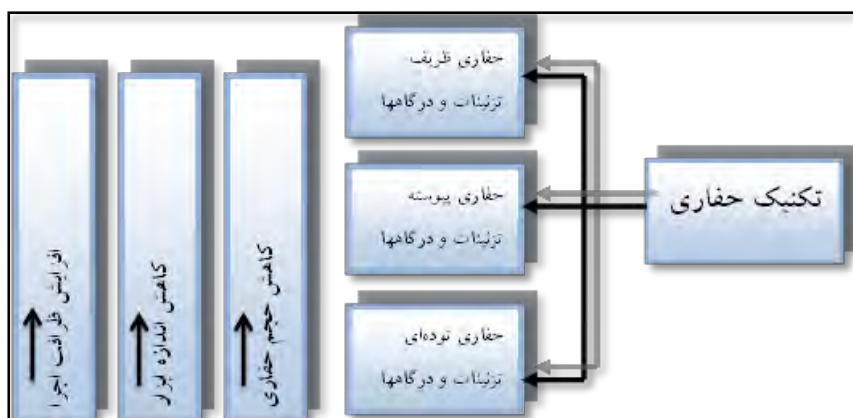 تکنیک حفاری
حفاری ظریف
تزئینات و درگاهها
حفاری پیوسته
تزئینات و درگاهها
حفاری توده‌ای
تزئینات و درگاهها
کاهش حجم حفاری
کاهش اندازه ابزار
افزایش ظرافت اجرا